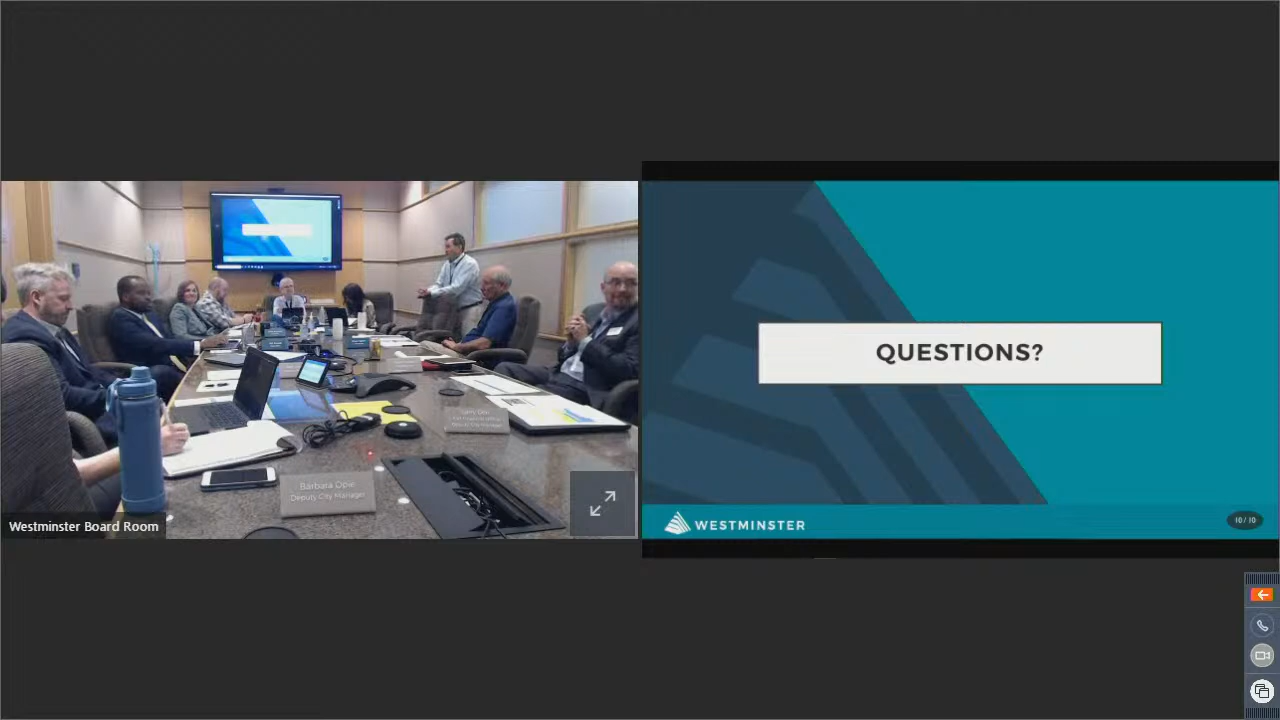 Barbara Opie
Deputy City Manager
Westminster Board Room
QUESTIONS?
WESTMINSTER
10 / 10